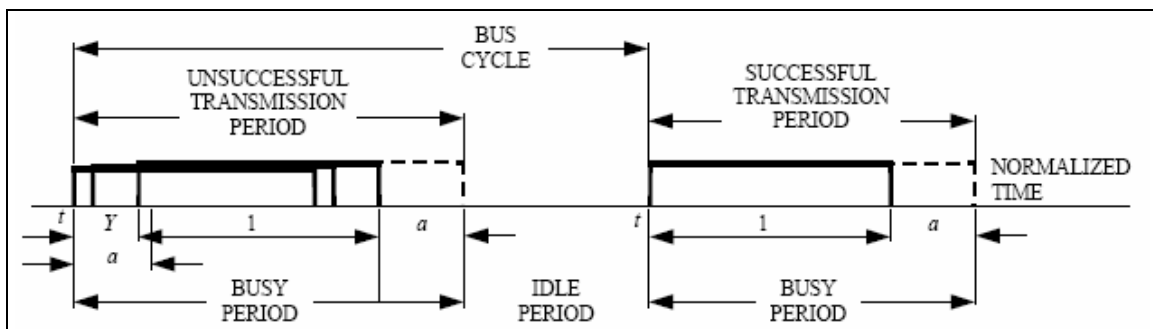 BUS
CYCLE
UNSUCCESSFUL
TRANSMISSION
PERIOD
SUCCESSFUL
TRANSMISSION
PERIOD
NORMALIZED
TIME
t Y 1 a t 1 a
a
BUSY
PERIOD
IDLE
PERIOD
BUSY
PERIOD